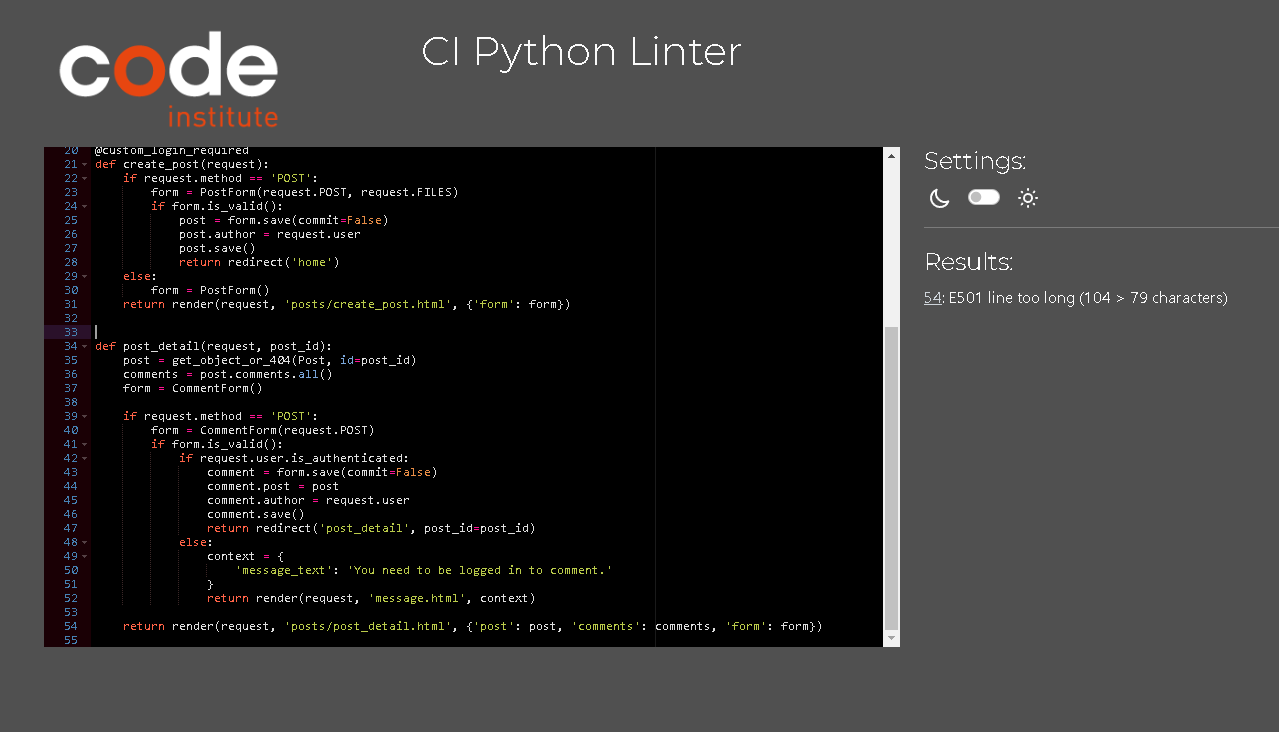 code
institute
CI Python Linter
20 @custom_login_required
21 def create_post(request):
22     if request.method == 'POST':
23         form = PostForm(request.POST, request.FILES)
24         if form.is_valid():
25             post = form.save(commit=False)
26             post.author = request.user
27             post.save()
28             return redirect('home')
29     else:
30         form = PostForm()
31     return render(request, 'posts/create_post.html', {'form': form})
32
33
34 def post_detail(request, post_id):
35     post = get_object_or_404(Post, id=post_id)
36     comments = post.comments.all()
37     form = CommentForm()
38
39     if request.method == 'POST':
40         form = CommentForm(request.POST)
41         if form.is_valid():
42             if request.user.is_authenticated:
43                 comment = form.save(commit=False)
44                 comment.post = post
45                 comment.author = request.user
46                 comment.save()
47                 return redirect('post_detail', post_id=post_id)
48             else:
49                 context = {
50                     'message_text': 'You need to be logged in to comment.'
51                 }
52                 return render(request, 'message.html', context)
53
54     return render(request, 'posts/post_detail.html', {'post': post, 'comments': comments, 'form': form})
55
Settings:
Results:
54: E501 line too long (104 > 79 characters)